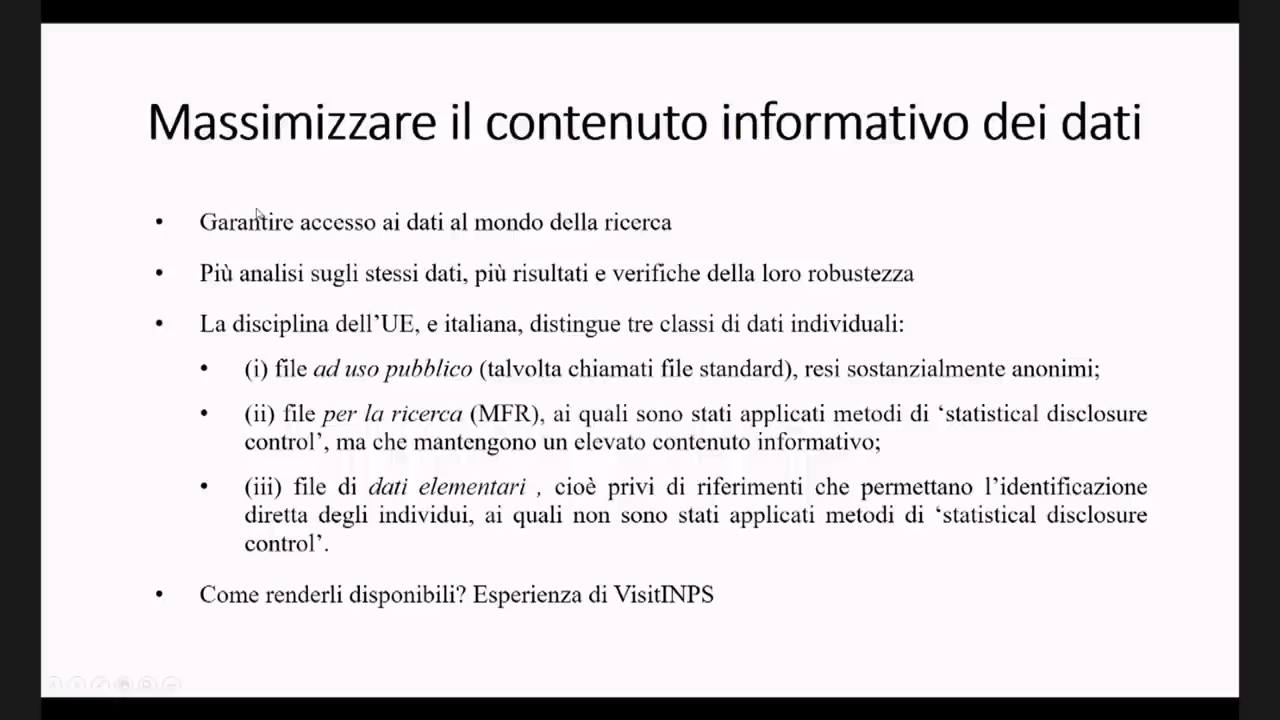 Massimizzare il contenuto informativo dei dati
• Garantire accesso ai dati al mondo della ricerca
• Più analisi sugli stessi dati, più risultati e verifiche della loro robustezza
• La disciplina dell’UE, e italiana, distingue tre classi di dati individuali:
• (i) file ad uso pubblico (talvolta chiamati file standard), resi sostanzialmente anonimi;
• (ii) file per la ricerca (MFR), ai quali sono stati applicati metodi di ‘statistical disclosure
control’, ma che mantengono un elevato contenuto informativo;
• (iii) file di dati elementari , cioè privi di riferimenti che permettano l’identificazione
diretta degli individui, ai quali non sono stati applicati metodi di ‘statistical disclosure
control’.
• Come renderli disponibili? Esperienza di VisitINPS